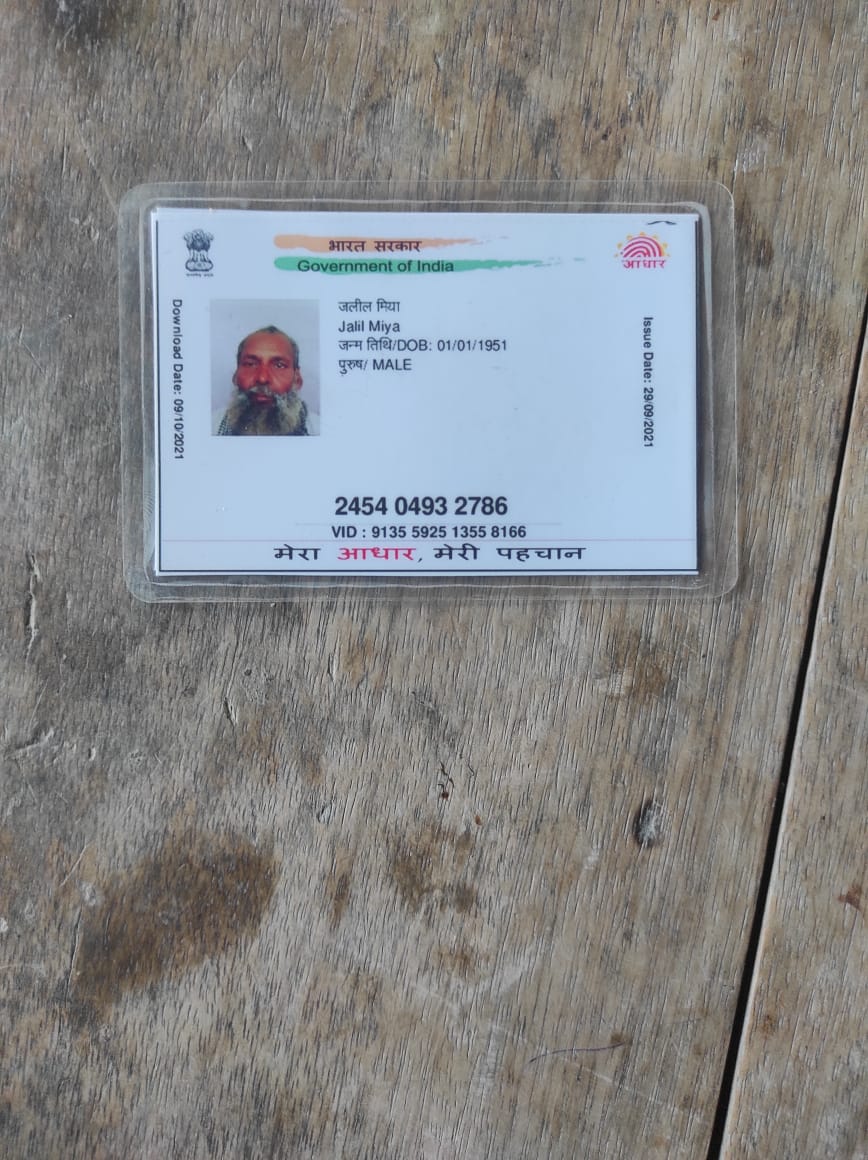 भारत सरकार
Government of India
आधार
Download Date: 09/10/2021
जलील मिया
Jalil Miya
जन्म तिथि/DOB: 01/01/1951
पुरुष/ MALE
Issue Date: 29/09/2021
2454 0493 2786
VID : 9135 5925 1355 8166
मेरा आधार, मेरी पहचान